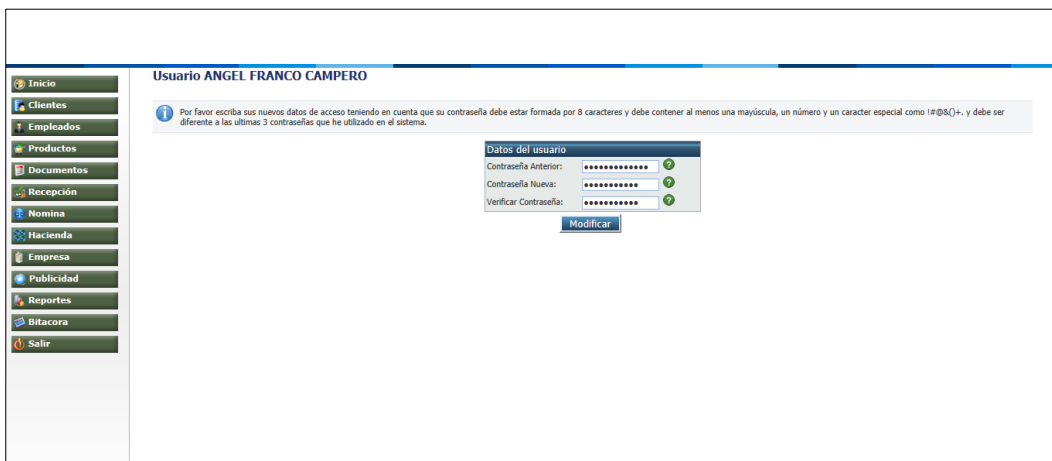 Usuario ANGEL FRANCO CAMPERO
Inicio
Clientes
Empleados
Productos
Documentos
Recepción
Nomina
Hacienda
Empresa
Publicidad
Reportes
Bitacora
Salir
Por favor escriba sus nuevos datos de acceso teniendo en cuenta que su contraseña debe estar formada por 8 caracteres y debe contener al menos una mayúscula, un número y un caracter especial como !#@&()+. y debe ser
diferente a las ultimas 3 contraseñas que he utilizado en el sistema.
Datos del usuario
Contraseña Anterior: •••••••••••••
Contraseña Nueva: •••••••••••
Verificar Contraseña: •••••••••••
Modificar